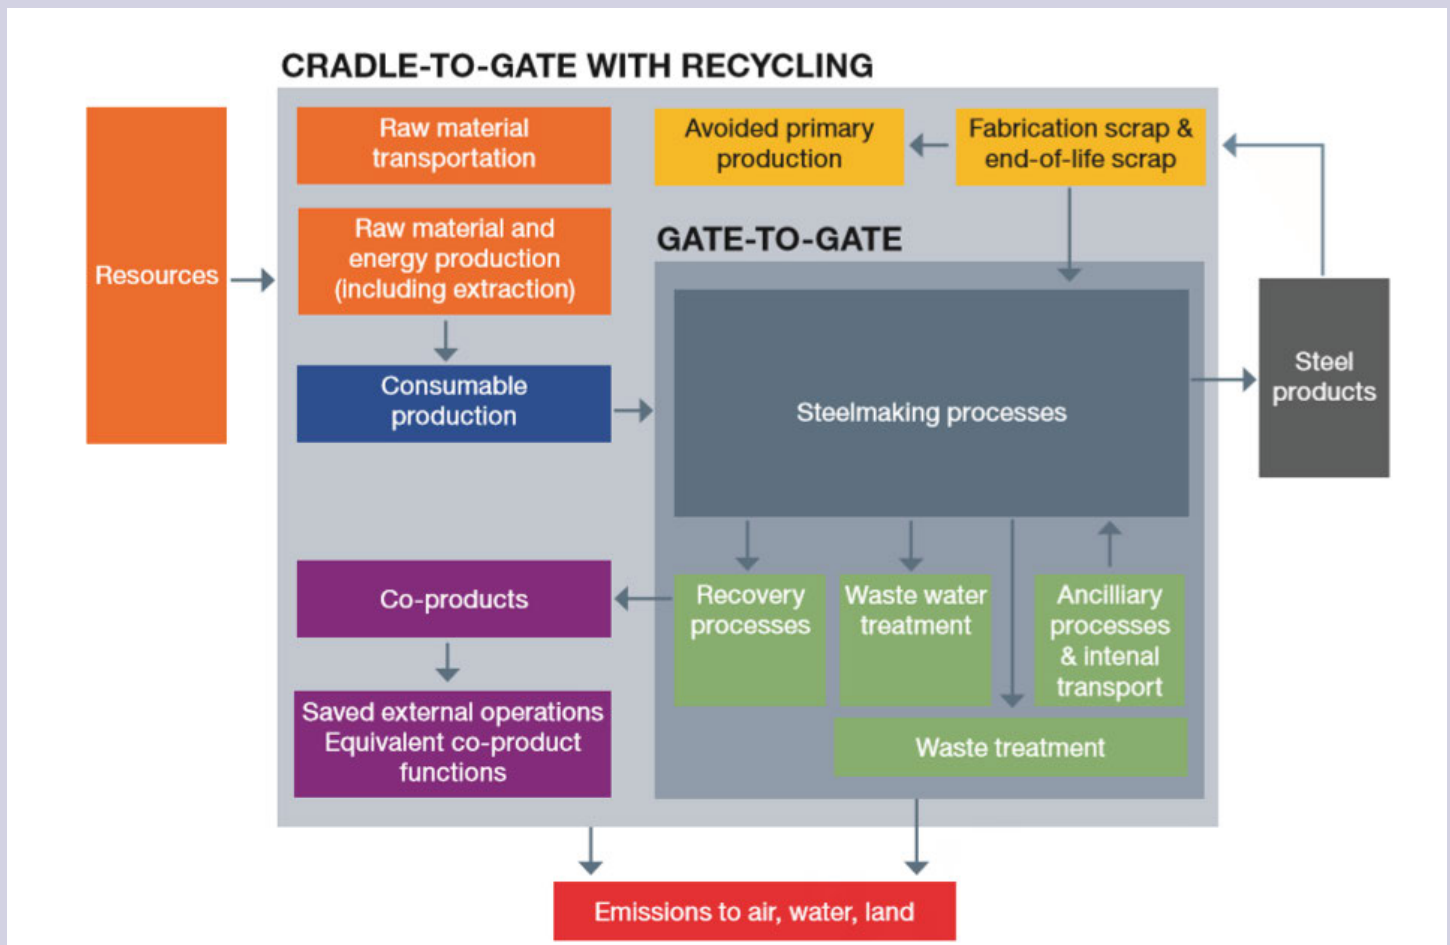 CRADLE-TO-GATE WITH RECYCLING
Resources
Raw material
transportation
Raw material and
energy production
(including extraction)
Consumable
production
Co-products
Saved external operations
Equivalent co-product
functions
Avoided primary
production
Fabrication scrap &
end-of-life scrap
GATE-TO-GATE
Steelmaking processes
Recovery
processes
Waste water
treatment
Ancilliary
processes
& intenal
transport
Waste treatment
Steel
products
Emissions to air, water, land